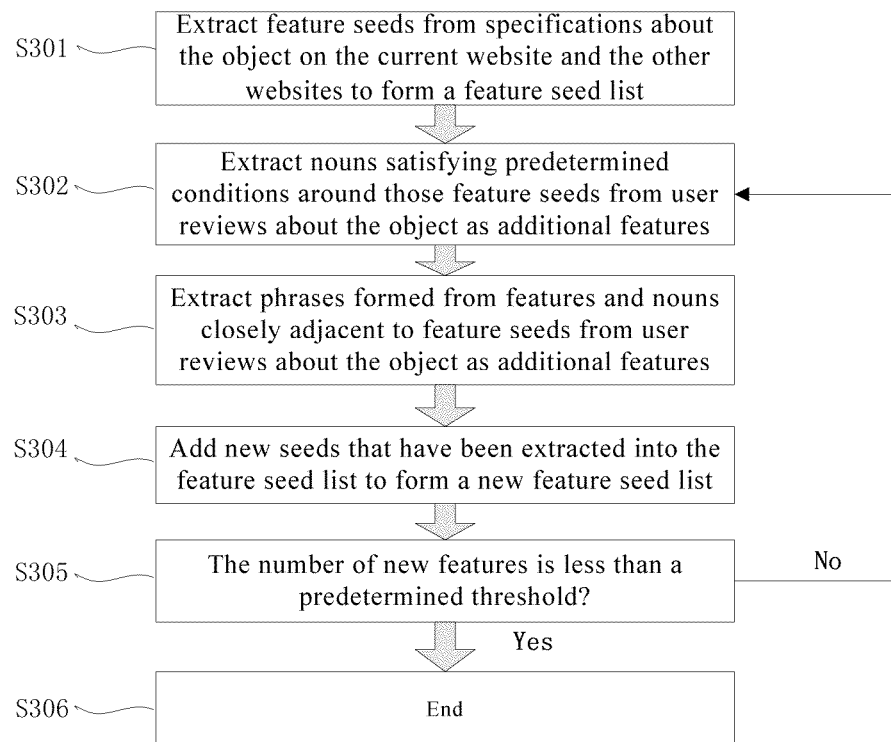 S301
Extract feature seeds from specifications about
the object on the current website and the other
websites to form a feature seed list
S302
Extract nouns satisfying predetermined
conditions around those feature seeds from user
reviews about the object as additional features
S303
Extract phrases formed from features and nouns
closely adjacent to feature seeds from user
reviews about the object as additional features
S304
Add new seeds that have been extracted into the
feature seed list to form a new feature seed list
S305
The number of new features is less than a
predetermined threshold?
No
Yes
S306
End